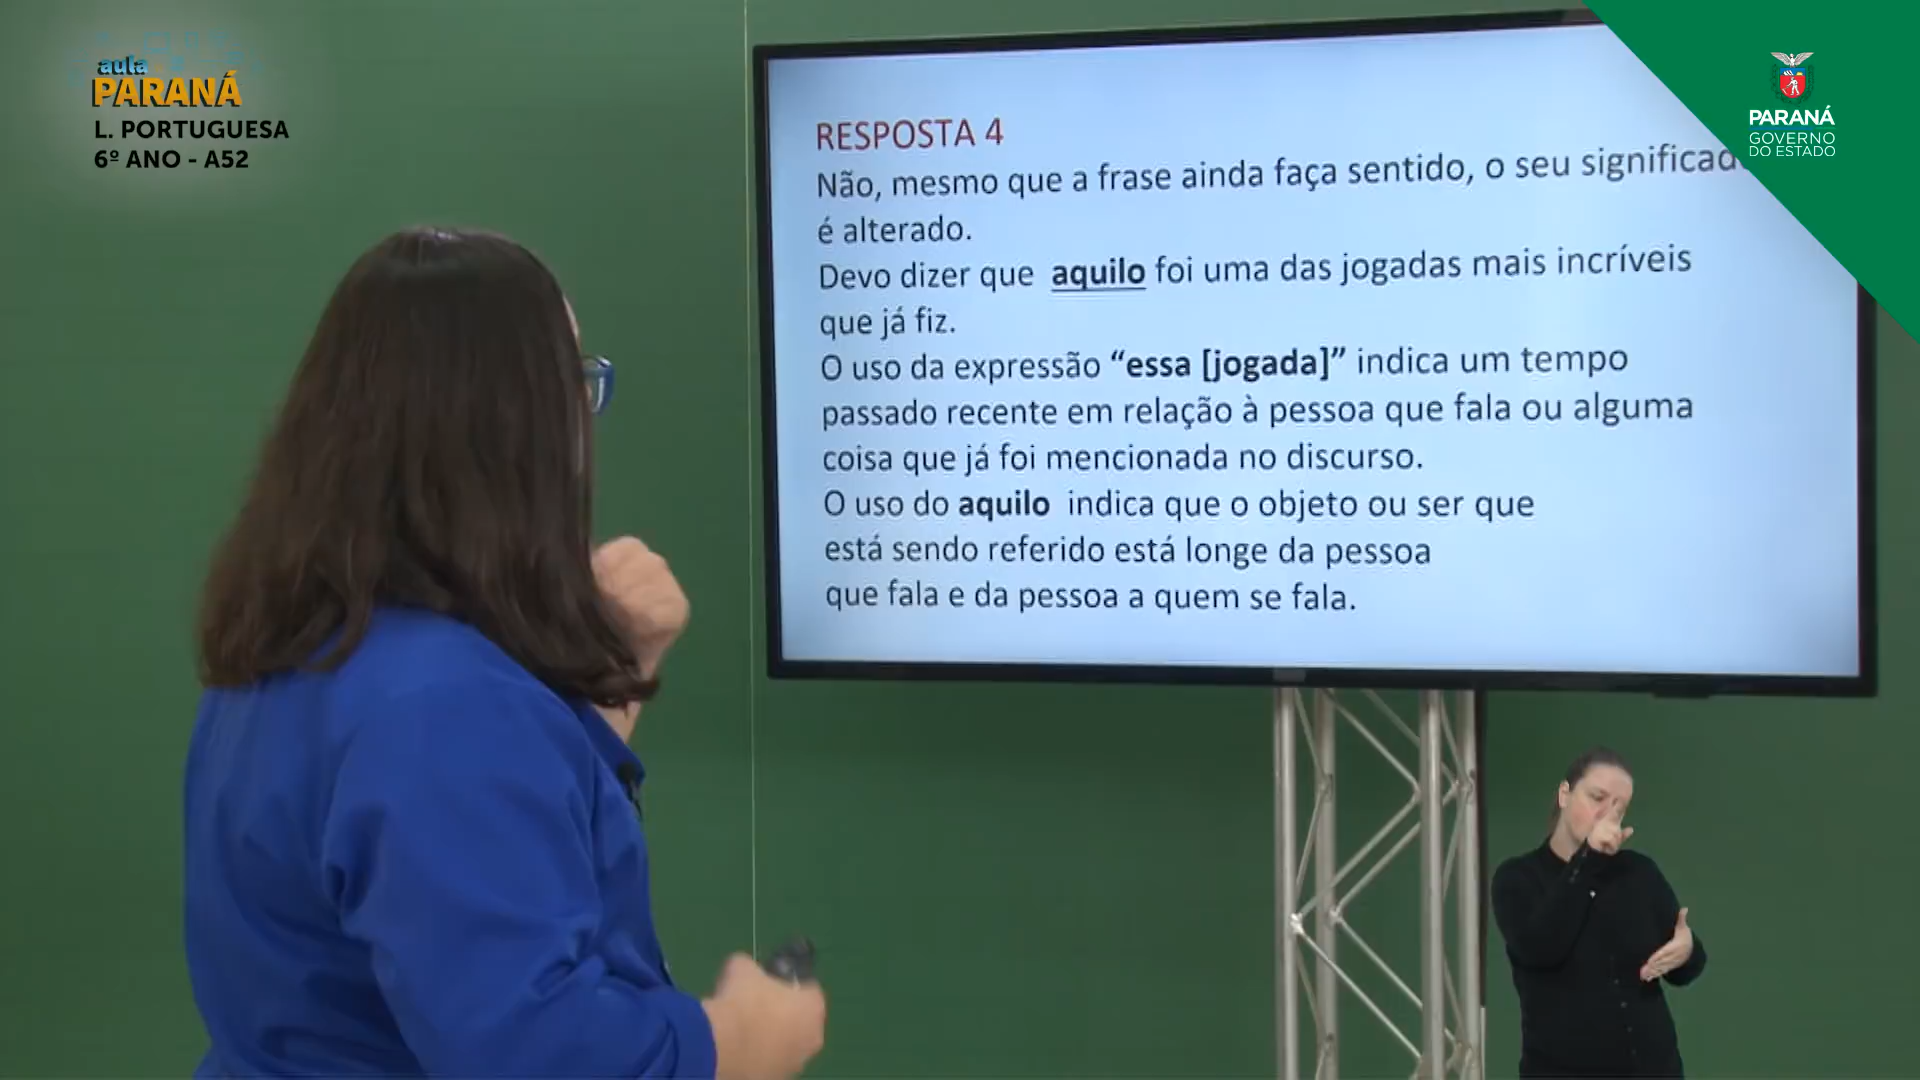 aula
PARANÁ
L. PORTUGUESA
6º ANO - A52
RESPOSTA 4
Não, mesmo que a frase ainda faça sentido, o seu
é alterado.
Devo dizer que aquilo foi uma das jogadas mais incríveis
que já fiz.
O uso da expressão “essa [jogada]” indica um tempo
passado recente em relação à pessoa que fala ou alguma
coisa que já foi mencionada no discurso.
O uso do aquilo indica que o objeto ou ser que
está sendo referido está longe da pessoa
que fala e da pessoa a quem se fala.
PARANÁ
GOVERNO
DO ESTADO